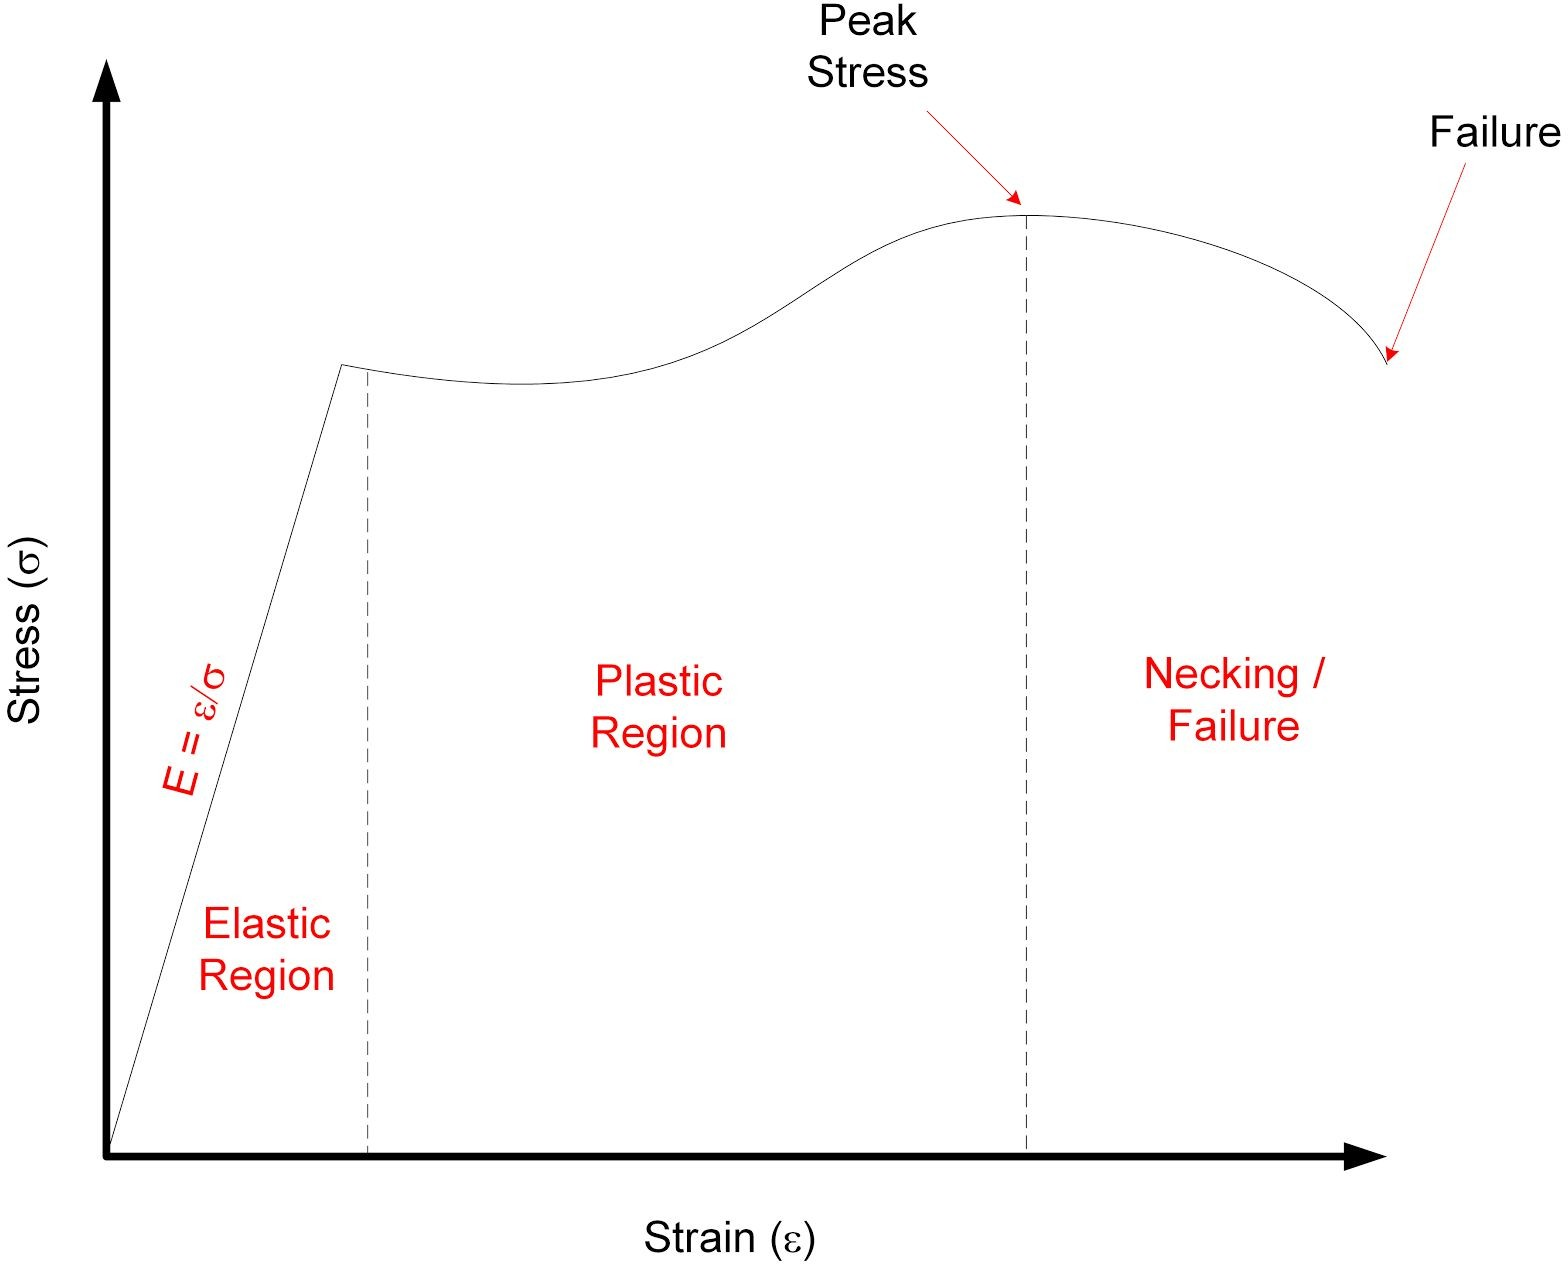 Peak
Stress
Failure
Stress (σ)
E = ε/σ
Plastic
Region
Necking /
Failure
Elastic
Region
Strain (ε)